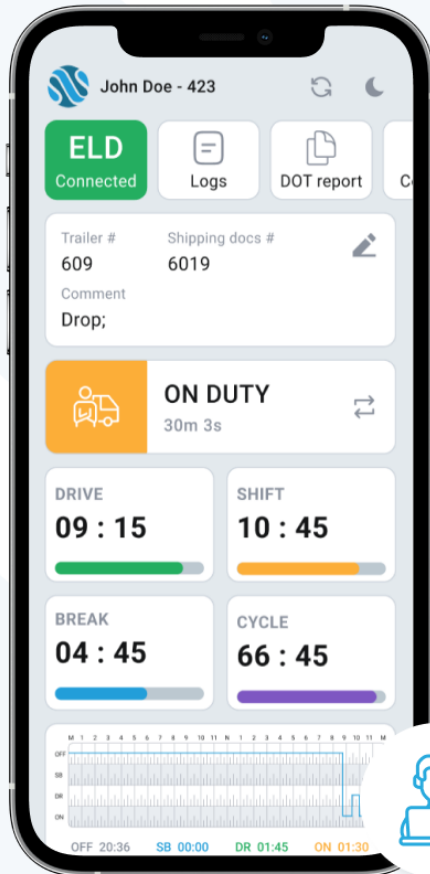 John Doe - 423
ELD
Connected
Logs
DOT report
C
Trailer #
Shipping docs #
609
6019
Comment
Drop;
ON DUTY
30m 3s
DRIVE
SHIFT
09 : 15
10 : 45
BREAK
CYCLE
04 : 45
66 : 45
M 1 2 3 4 5 6 7 8 9 10 11 N 1 2 3 4 5 6 7 8 9 10 11 M
OFF
SB
DR
ON
OFF 20:36 SB 00:00 DR 01:45 ON 01:30